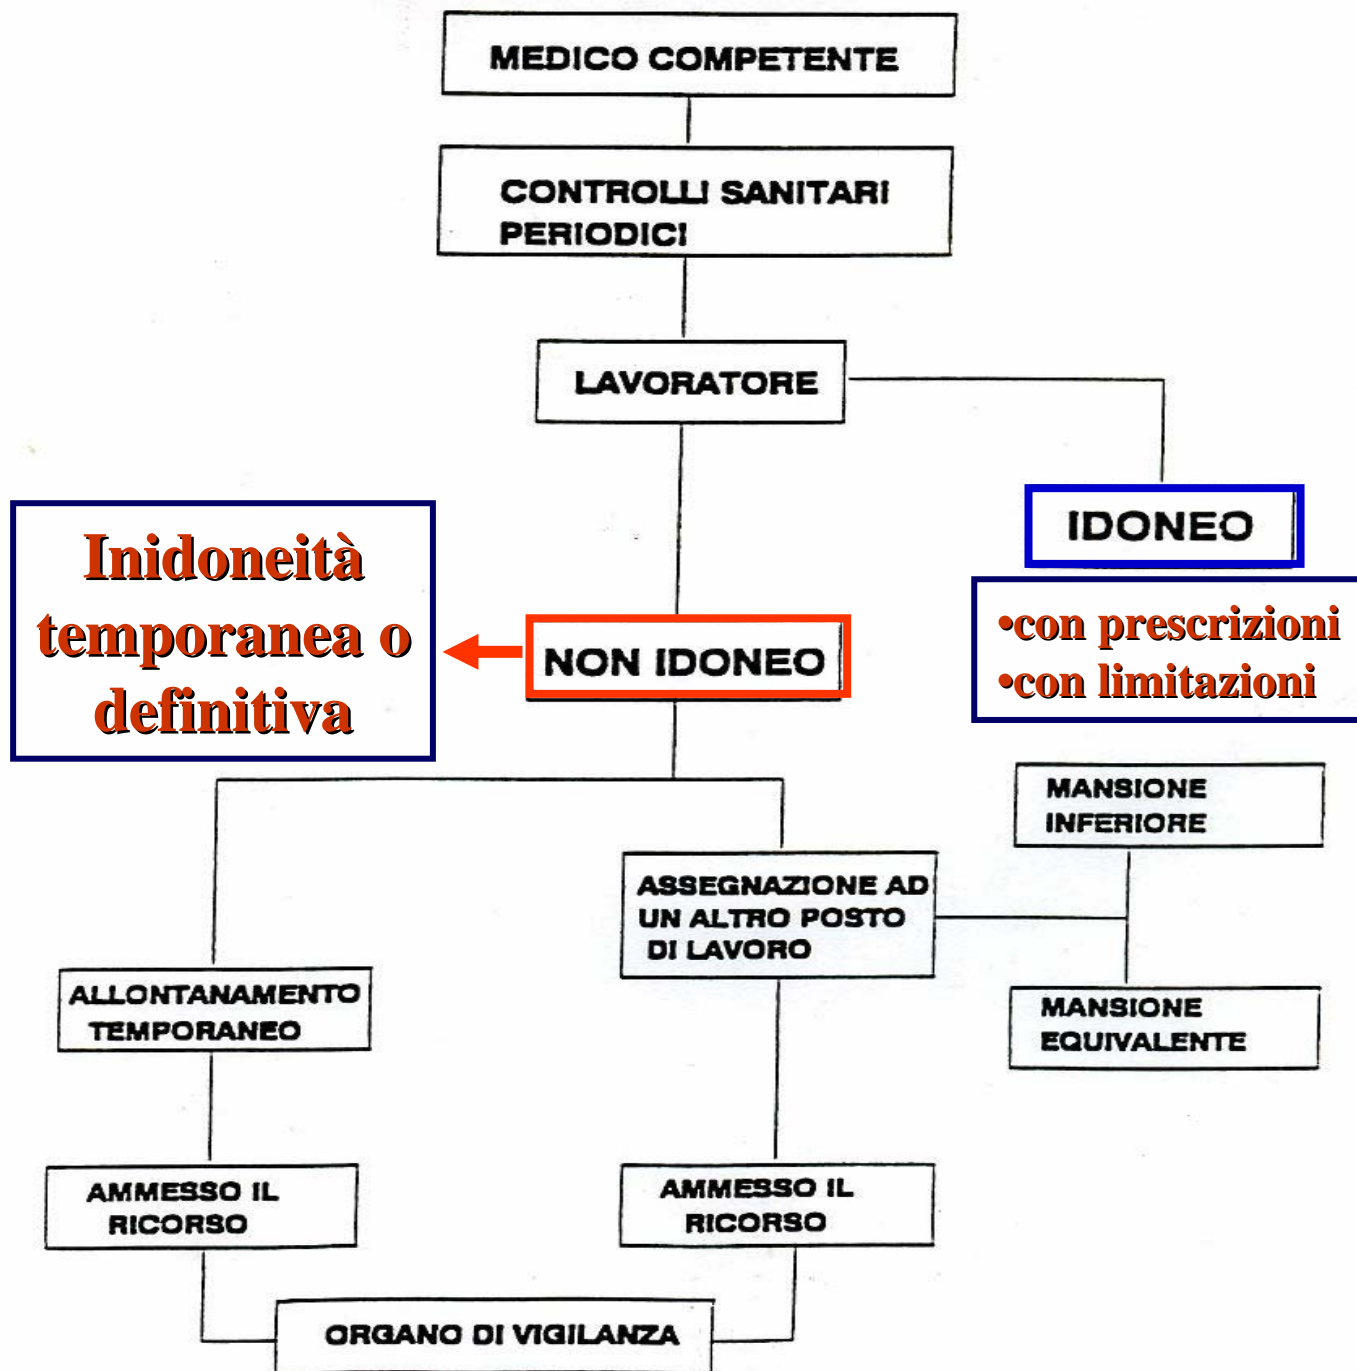 MEDICO COMPETENTE
CONTROLLI SANITARI
PERIODICI
LAVORATORE
IDONEO
•con prescrizioni
•con limitazioni
Inidoneità
temporanea o
definitiva
NON IDONEO
MANSIONE
INFERIORE
ASSEGNAZIONE AD
UN ALTRO POSTO
DI LAVORO
MANSIONE
EQUIVALENTE
ALLONTANAMENTO
TEMPORANEO
AMMESSO IL
RICORSO
AMMESSO IL
RICORSO
ORGANO DI VIGILANZA